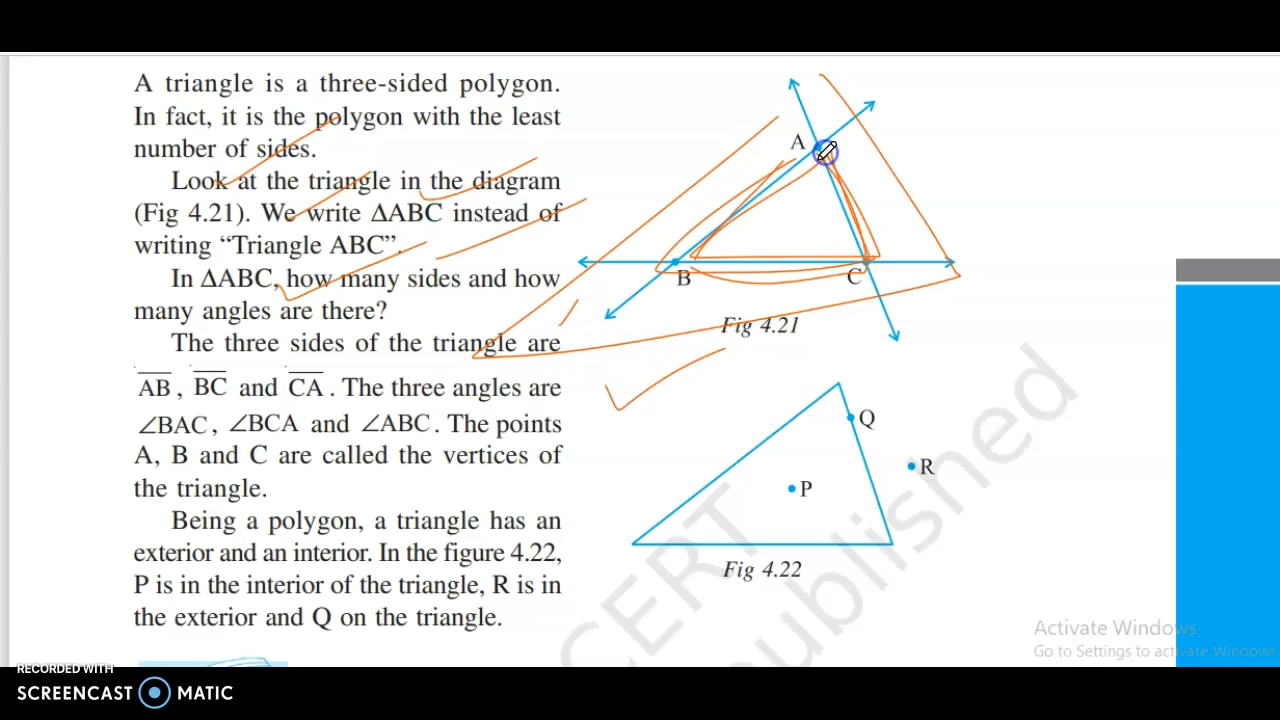 A triangle is a three-sided polygon.
In fact, it is the polygon with the least
number of sides.
Look at the triangle in the diagram
(Fig 4.21). We write ΔABC instead of
writing “Triangle ABC”.
In ΔABC, how many sides and how
many angles are there?
The three sides of the triangle are
AB, BC and CA. The three angles are
∠BAC, ∠BCA and ∠ABC. The points
A, B and C are called the vertices of
the triangle.
Being a polygon, a triangle has an
exterior and an interior. In the figure 4.22,
P is in the interior of the triangle, R is in
the exterior and Q on the triangle.
A
B
C
Fig 4.21
Q
R
P
Fig 4.22
CERT
published
Activate Windows
Go to Settings to activate Windows.
RECORDED WITH
SCREENCAST MATIC